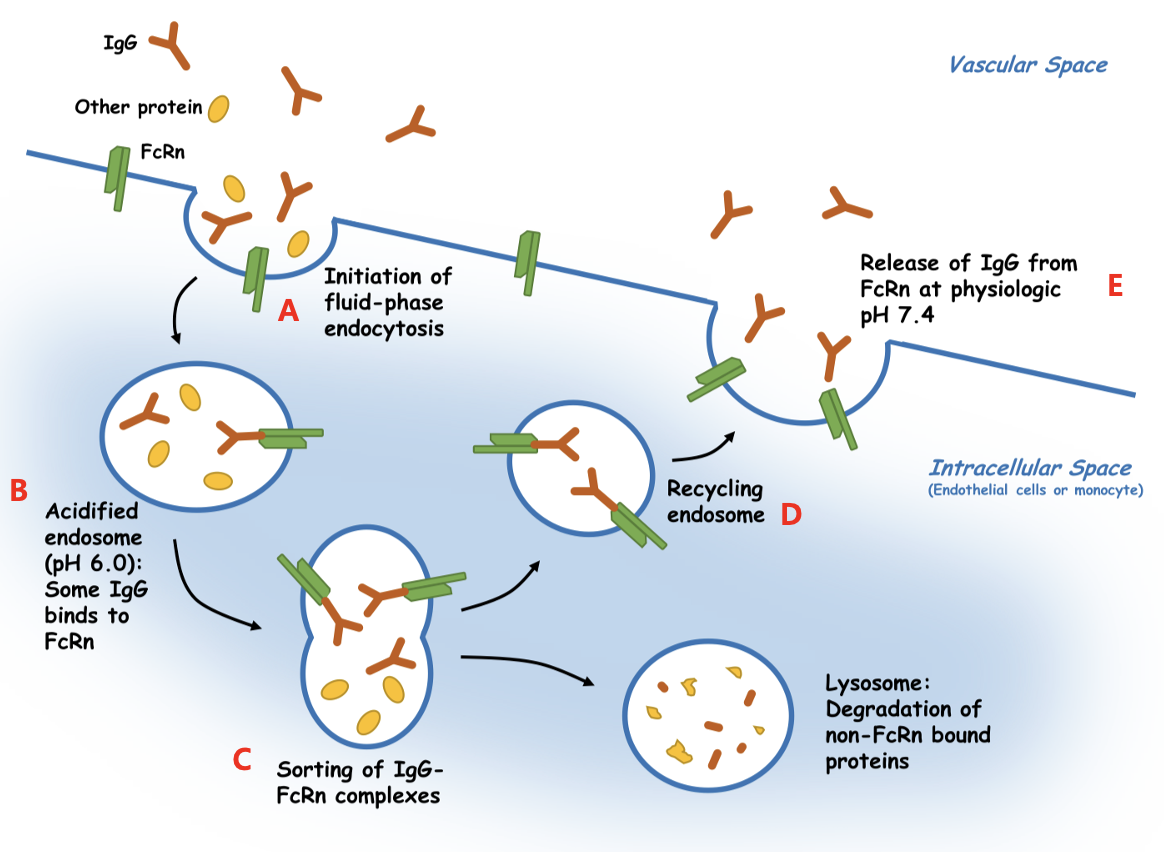 IgG
Vascular Space
Other protein
FcRn
Initiation of
fluid-phase
endocytosis
A
Release of IgG from
FcRn at physiologic
pH 7.4
E
Intracellular Space
(Endothelial cells or monocyte)
B
Acidified
endosome
(pH 6.0):
Some IgG
binds to
FcRn
Recycling
endosome
D
C
Sorting of IgG-
FcRn complexes
Lysosome:
Degradation of
non-FcRn bound
proteins